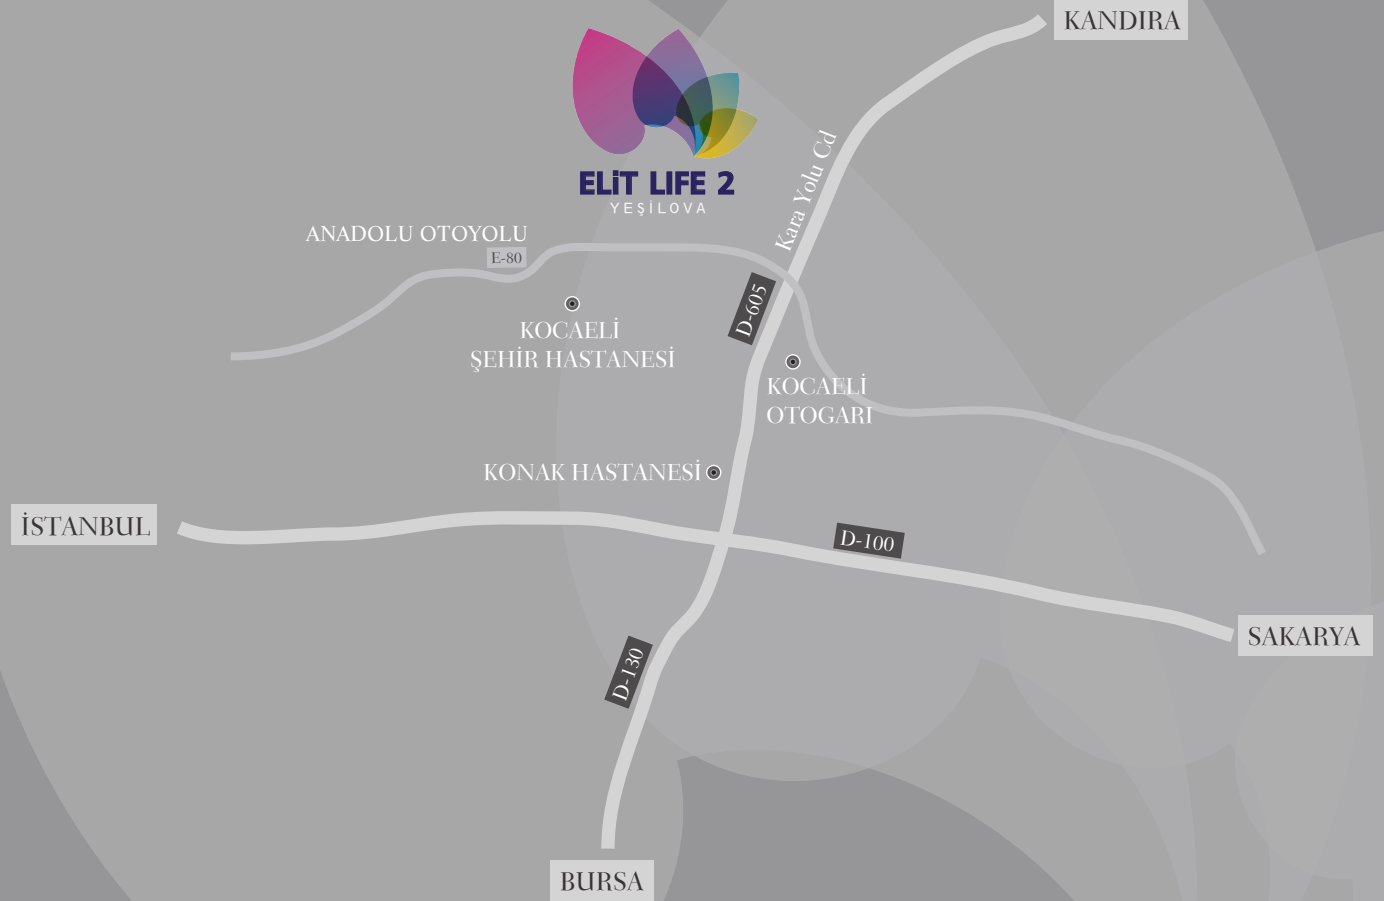 KANDIRA
ELİT LIFE 2
YEŞİLOVA
Kara Yolu Cd
ANADOLU OTOYOLU
E-80
D-605
KOCAELİ
ŞEHİR HASTANESİ
KOCAELİ
OTOGARI
KONAK HASTANESİ
İSTANBUL
D-100
SAKARYA
D-130
BURSA